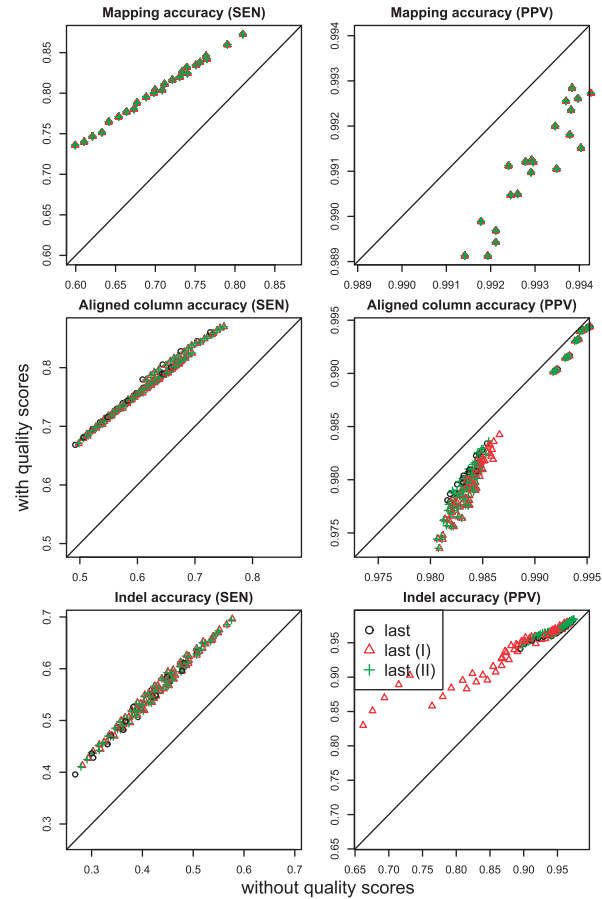 Mapping accuracy (SEN)
Mapping accuracy (PPV)
0.60 0.65 0.70 0.75 0.80 0.85
0.60 0.65 0.70 0.75 0.80
0.989 0.990 0.991 0.992 0.993 0.994
0.989 0.990 0.991 0.992 0.993 0.994
Aligned column accuracy (SEN)
Aligned column accuracy (PPV)
with quality scores
0.5 0.6 0.7 0.8
0.5 0.6 0.7 0.8
0.975 0.980 0.985 0.990 0.995
0.975 0.980 0.985 0.990 0.995
Indel accuracy (SEN)
Indel accuracy (PPV)
0.3 0.4 0.5 0.6 0.7
0.3 0.4 0.5 0.6 0.7
last
last (I)
last (II)
0.65 0.70 0.75 0.80 0.85 0.90 0.95
0.65 0.70 0.75 0.80 0.85 0.90 0.95
without quality scores